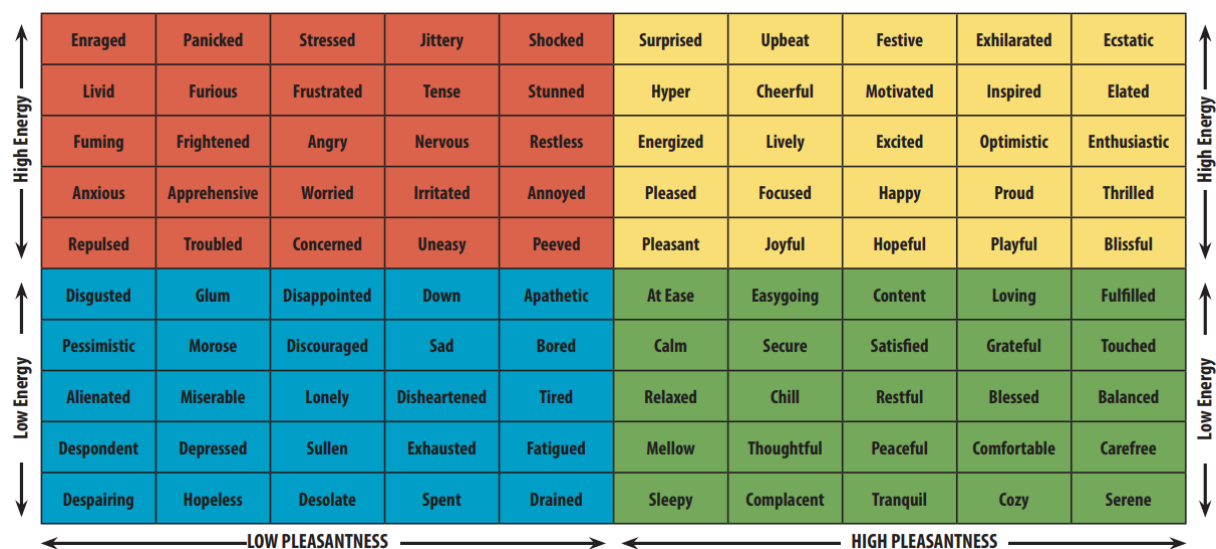 High Energy
Enraged Panicked Stressed Jittery Shocked Surprised Upbeat Festive Exhilarated Ecstatic
Livid Furious Frustrated Tense Stunned Hyper Cheerful Motivated Inspired Elated
Fuming Frightened Angry Nervous Restless Energized Lively Excited Optimistic Enthusiastic
Anxious Apprehensive Worried Irritated Annoyed Pleased Focused Happy Proud Thrilled
Repulsed Troubled Concerned Uneasy Peeved Pleasant Joyful Hopeful Playful Blissful
High Energy
Low Energy
Disgusted Glum Disappointed Down Apathetic At Ease Easygoing Content Loving Fulfilled
Pessimistic Morose Discouraged Sad Bored Calm Secure Satisfied Grateful Touched
Alienated Miserable Lonely Disheartened Tired Relaxed Chill Restful Blessed Balanced
Despondent Depressed Sullen Exhausted Fatigued Mellow Thoughtful Peaceful Comfortable Carefree
Despairing Hopeless Desolate Spent Drained Sleepy Complacent Tranquil Cozy Serene
Low Energy
LOW PLEASANTNESS HIGH PLEASANTNESS